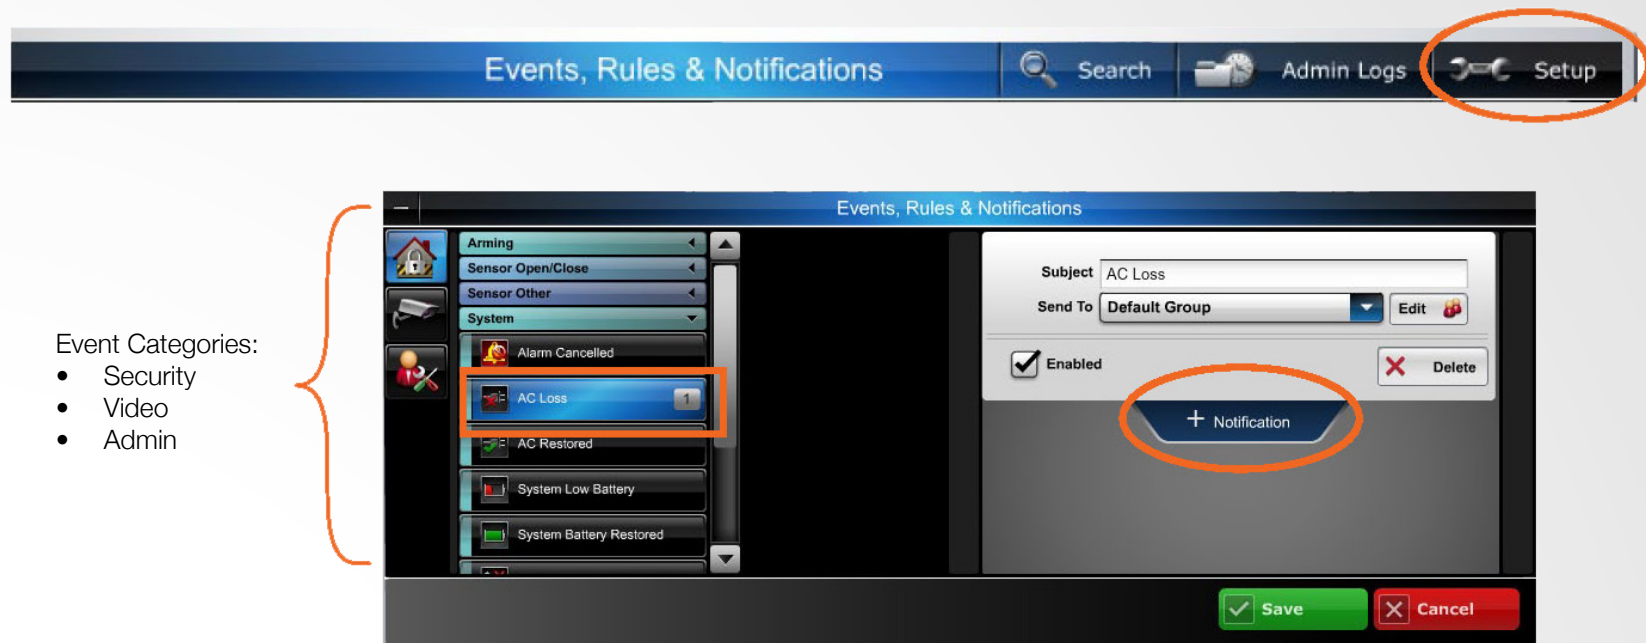 Events, Rules & Notifications
Search
Admin Logs
Setup
Event Categories:
• Security
• Video
• Admin
Events, Rules & Notifications
Arming
Sensor Open/Close
Sensor Other
System
Alarm Cancelled
AC Loss 1
AC Restored
System Low Battery
System Battery Restored
Subject AC Loss
Send To Default Group Edit
Enabled Delete
+ Notification
Save
Cancel